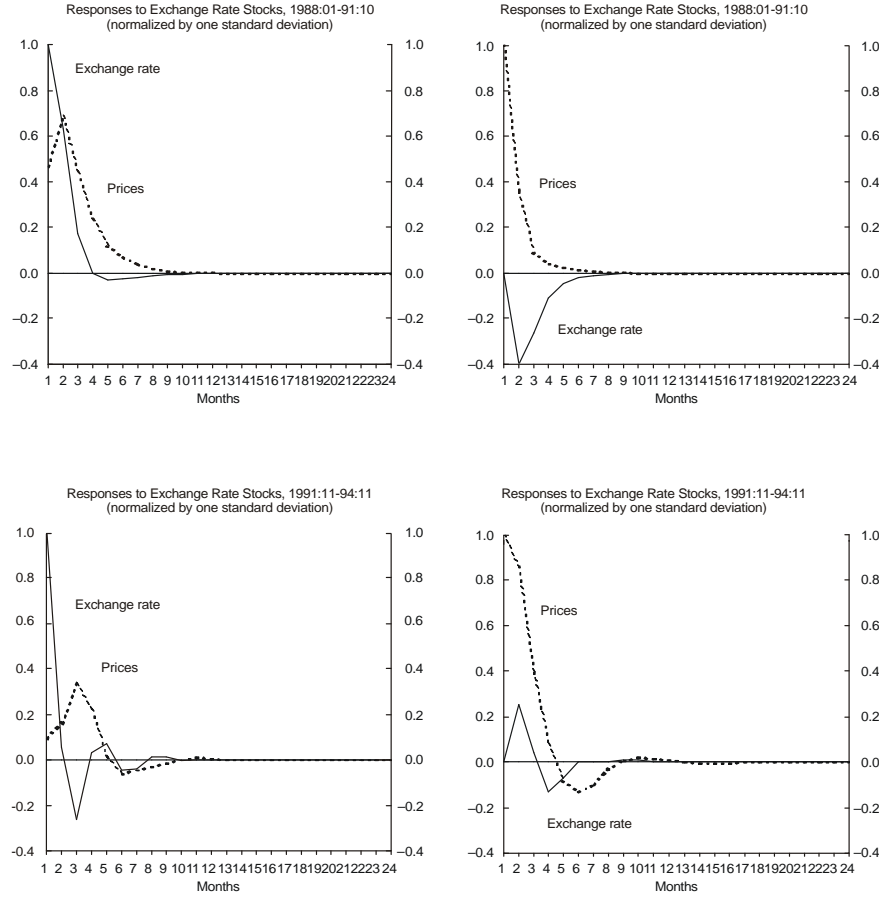 Responses to Exchange Rate Stocks, 1988:01-91:10
(normalized by one standard deviation)
1.0 1.0
Exchange rate
0.8 0.8
0.6 0.6
0.4 0.4
Prices
0.2 0.2
0.0 0.0
–0.2 –0.2
–0.4 –0.4
1 2 3 4 5 6 7 8 9 10 11 12 13 14 15 16 17 18 19 20 21 22 23 24
Months
Responses to Exchange Rate Stocks, 1988:01-91:10
(normalized by one standard deviation)
1.0 1.0
0.8 0.8
0.6 0.6
0.4 0.4
Prices
0.2 0.2
0.0 0.0
–0.2 –0.2
Exchange rate
–0.4 –0.4
1 2 3 4 5 6 7 8 9 10 11 12 13 14 15 16 17 18 19 20 21 22 23 24
Months
Responses to Exchange Rate Stocks, 1991:11-94:11
(normalized by one standard deviation)
1.0 1.0
0.8 0.8
Exchange rate
0.6 0.6
0.4 0.4
Prices
0.2 0.2
0.0 0.0
–0.2 –0.2
-0.4 –0.4
1 2 3 4 5 6 7 8 9 10 11 12 13 14 15 16 17 18 19 20 21 22 23 24
Months
Responses to Exchange Rate Stocks, 1991:11-94:11
(normalized by one standard deviation)
1.0 1.0
0.8 0.8
Prices
0.6 0.6
0.4 0.4
0.2 0.2
0.0 0.0
–0.2 –0.2
Exchange rate
–0.4 –0.4
1 2 3 4 5 6 7 8 9 10 11 12 13 14 15 16 17 18 19 20 21 22 23 24
Months